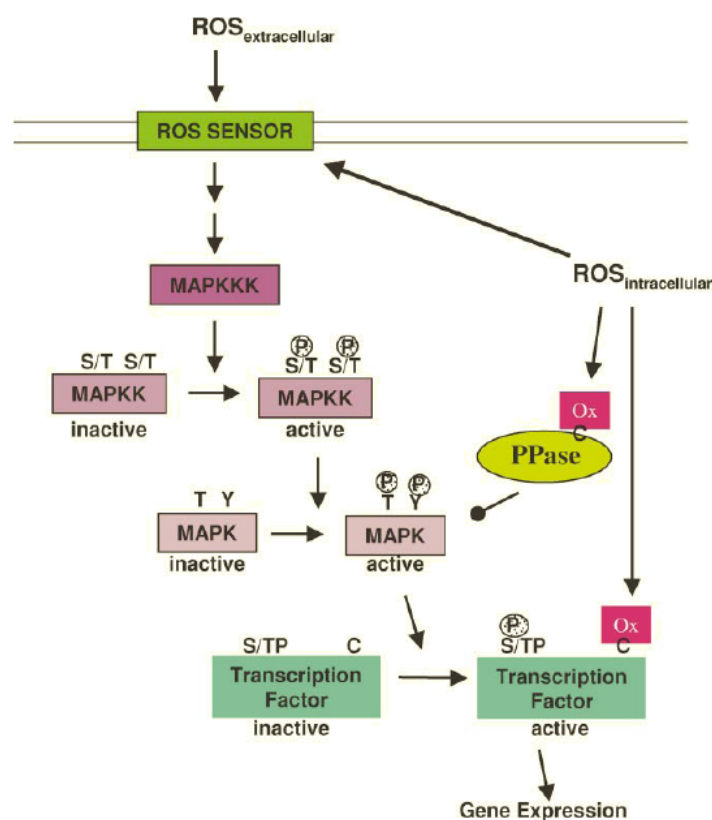 ROSextracellular
ROS SENSOR
ROSintracellular
MAPKKK
P P
S/T S/T S/T S/T
MAPKK MAPKK
inactive active
Ox
C
PPase
P P
T Y T Y
MAPK MAPK
inactive active
P Ox
S/TP C S/TP C
Transcription Factor
inactive
Transcription Factor
active
Gene Expression